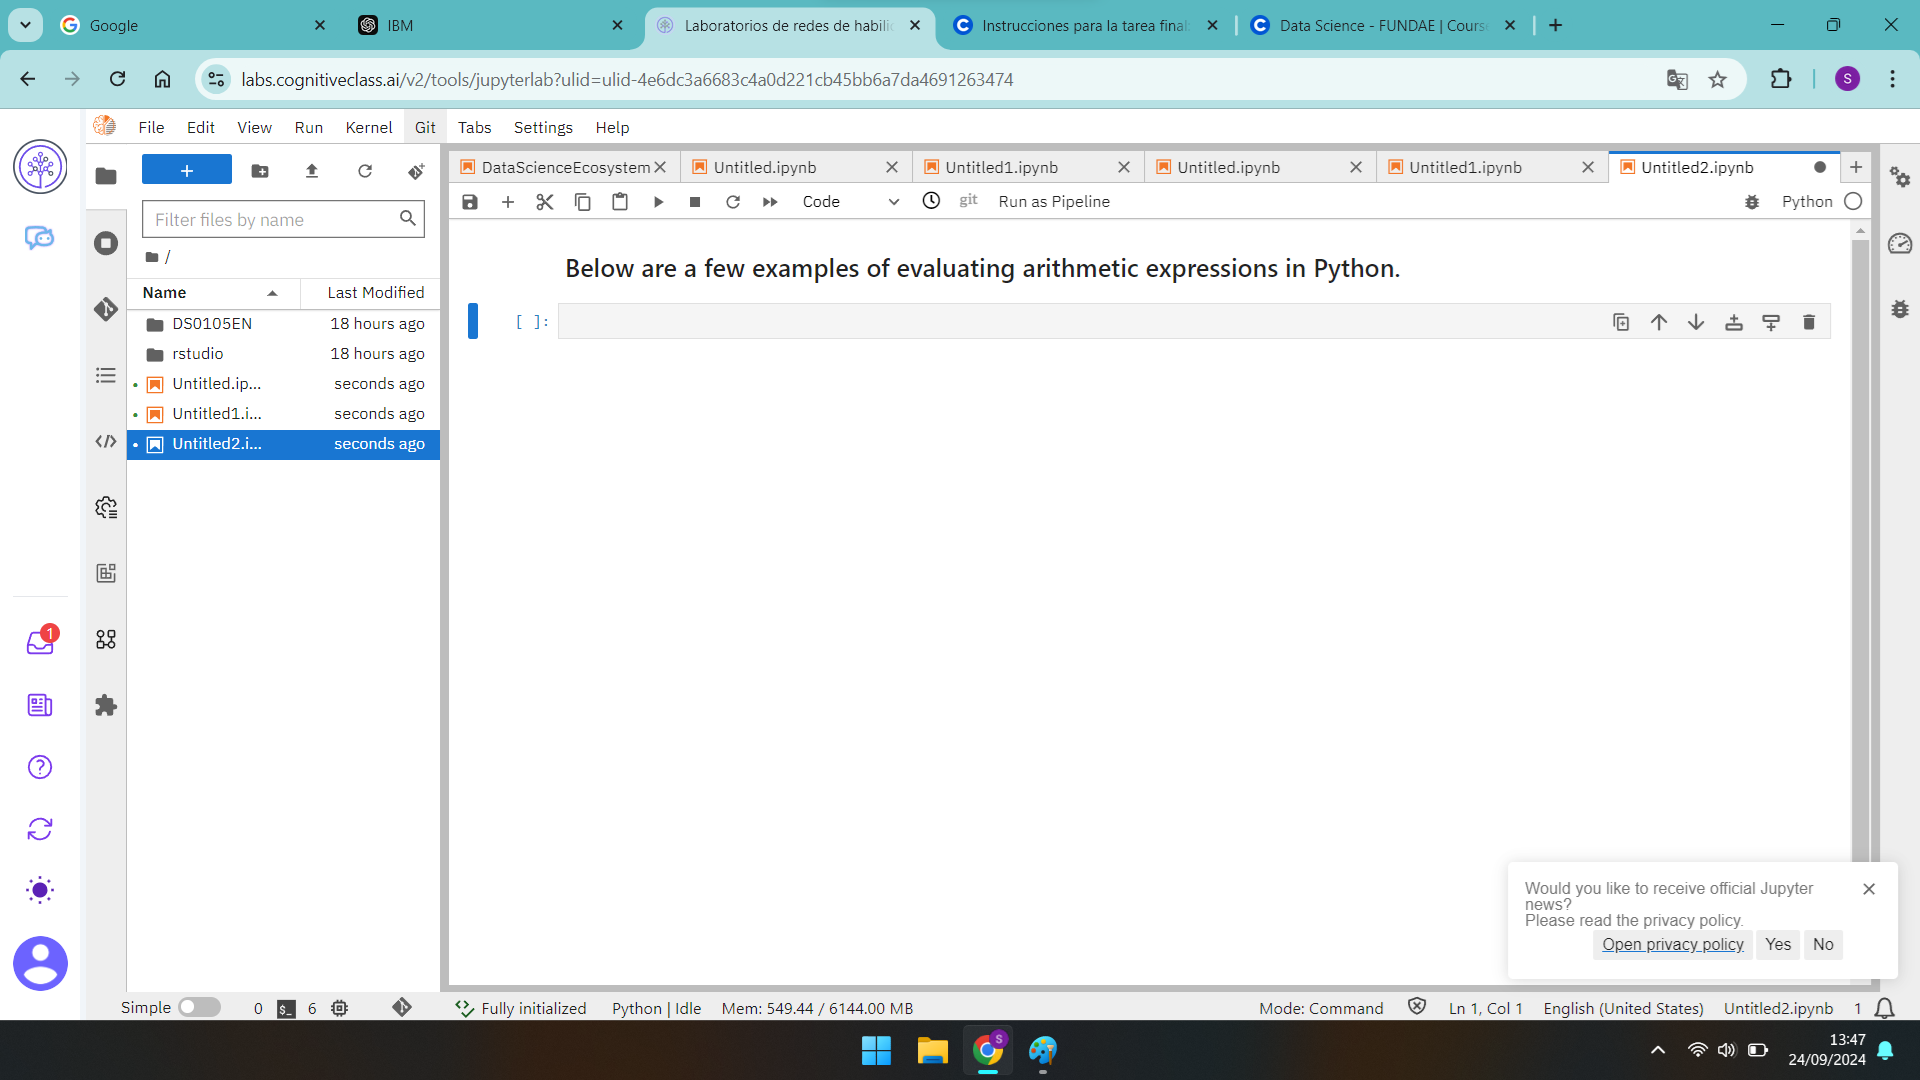 Google
IBM
Laboratorios de redes de habili
Instrucciones para la tarea final:
Data Science - FUNDAE | Cours
labs.cognitiveclass.ai/v2/tools/jupyterlab?ulid=ulid-4e6dc3a6683c4a0d221cb45bb6a7da4691263474
S
File Edit View Run Kernel Git Tabs Settings Help
DataScienceEcosystem
Untitled.ipynb
Untitled1.ipynb
Untitled.ipynb
Untitled1.ipynb
Untitled2.ipynb
Code
git
Run as Pipeline
Python
Filter files by name
/
Name Last Modified
DS0105EN 18 hours ago
rstudio 18 hours ago
Untitled.ip... seconds ago
Untitled1.i... seconds ago
Untitled2.i... seconds ago
Below are a few examples of evaluating arithmetic expressions in Python.
[ ]:
1
Would you like to receive official Jupyter
news?
Please read the privacy policy.
Open privacy policy Yes No
Simple 0 $_ 6 Fully initialized Python | Idle Mem: 549.44 / 6144.00 MB Mode: Command Ln 1, Col 1 English (United States) Untitled2.ipynb 1
S
13:47
24/09/2024